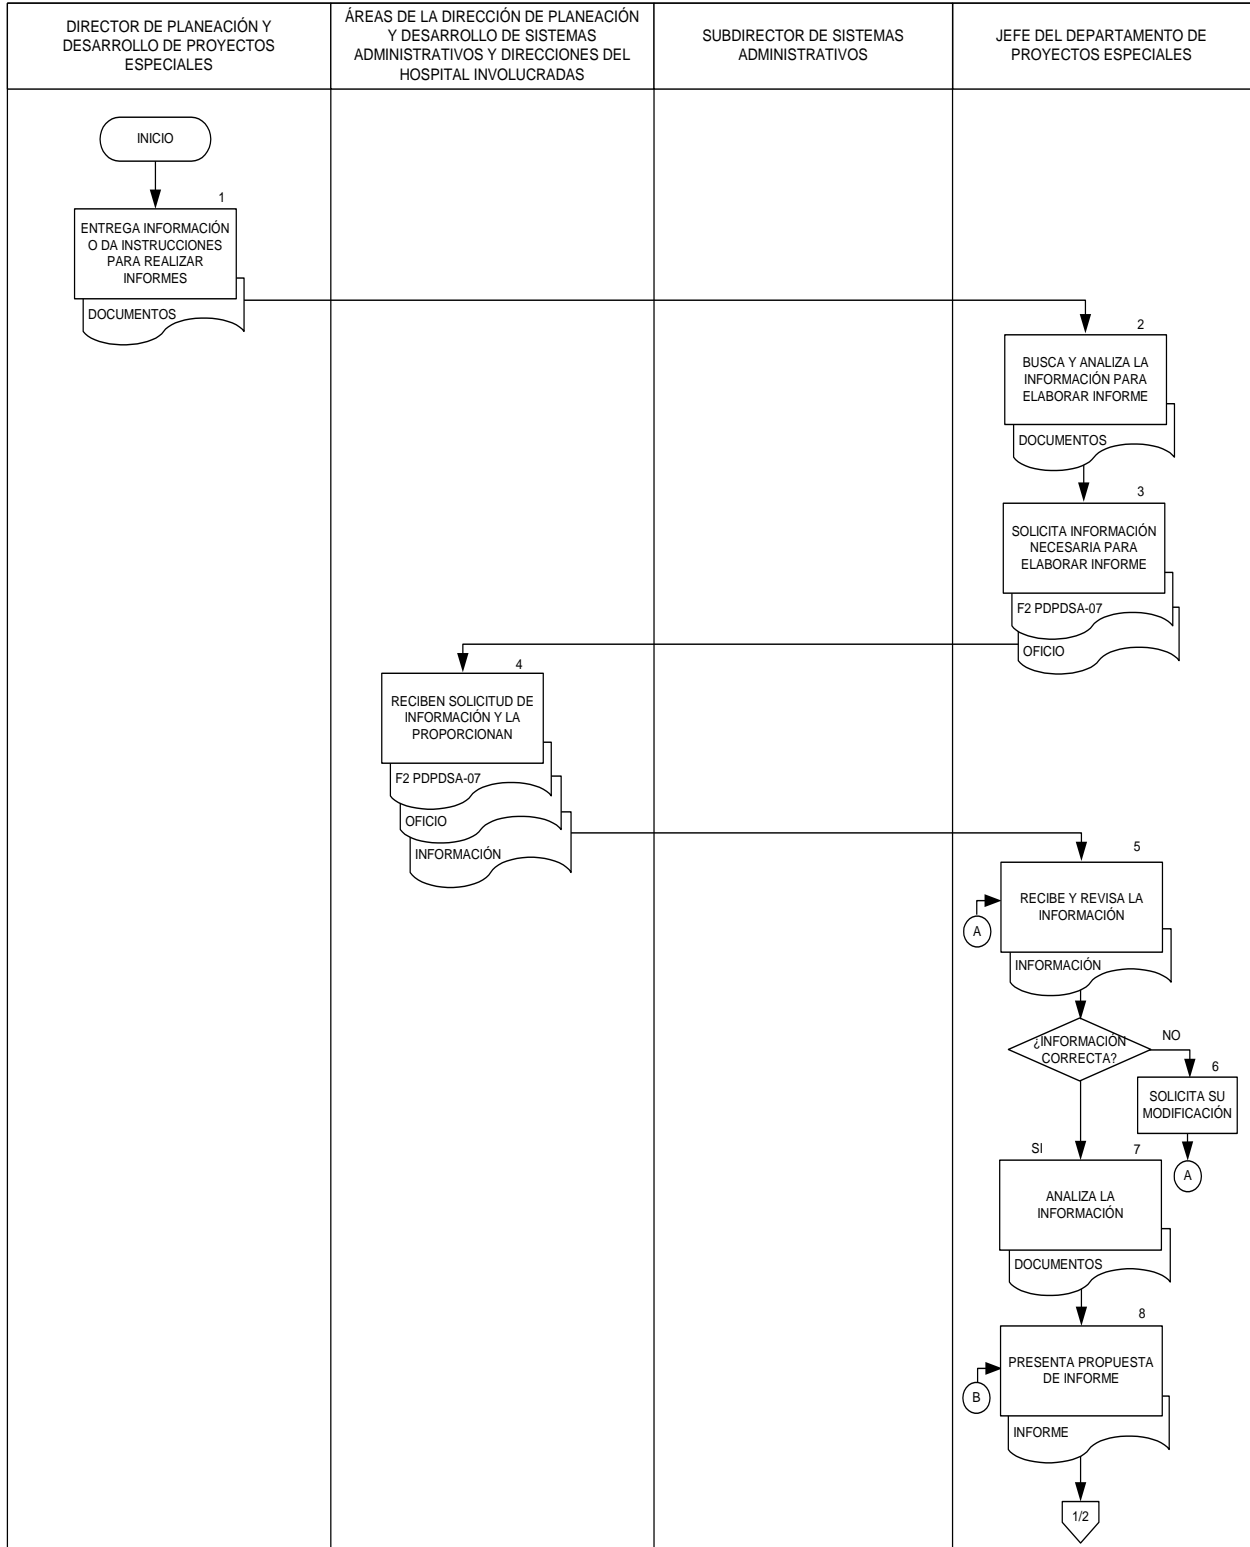 DIRECTOR DE PLANEACIÓN Y
DESARROLLO DE PROYECTOS
ESPECIALES
ÁREAS DE LA DIRECCIÓN DE PLANEACIÓN
Y DESARROLLO DE SISTEMAS
ADMINISTRATIVOS Y DIRECCIONES DEL
HOSPITAL INVOLUCRADAS
SUBDIRECTOR DE SISTEMAS
ADMINISTRATIVOS
JEFE DEL DEPARTAMENTO DE
PROYECTOS ESPECIALES
INICIO
1
ENTREGA INFORMACIÓN
O DA INSTRUCCIONES
PARA REALIZAR
INFORMES
DOCUMENTOS
2
BUSCA Y ANALIZA LA
INFORMACIÓN PARA
ELABORAR INFORME
DOCUMENTOS
3
SOLICITA INFORMACIÓN
NECESARIA PARA
ELABORAR INFORME
F2 PDPDSA-07
OFICIO
4
RECIBEN SOLICITUD DE
INFORMACIÓN Y LA
PROPORCIONAN
F2 PDPDSA-07
OFICIO
INFORMACIÓN
5
RECIBE Y REVISA LA
INFORMACIÓN
A
INFORMACIÓN
¿INFORMACIÓN
CORRECTA?
NO
6
SOLICITA SU
MODIFICACIÓN
A
SI
7
ANALIZA LA
INFORMACIÓN
DOCUMENTOS
8
PRESENTA PROPUESTA
DE INFORME
B
INFORME
1/2